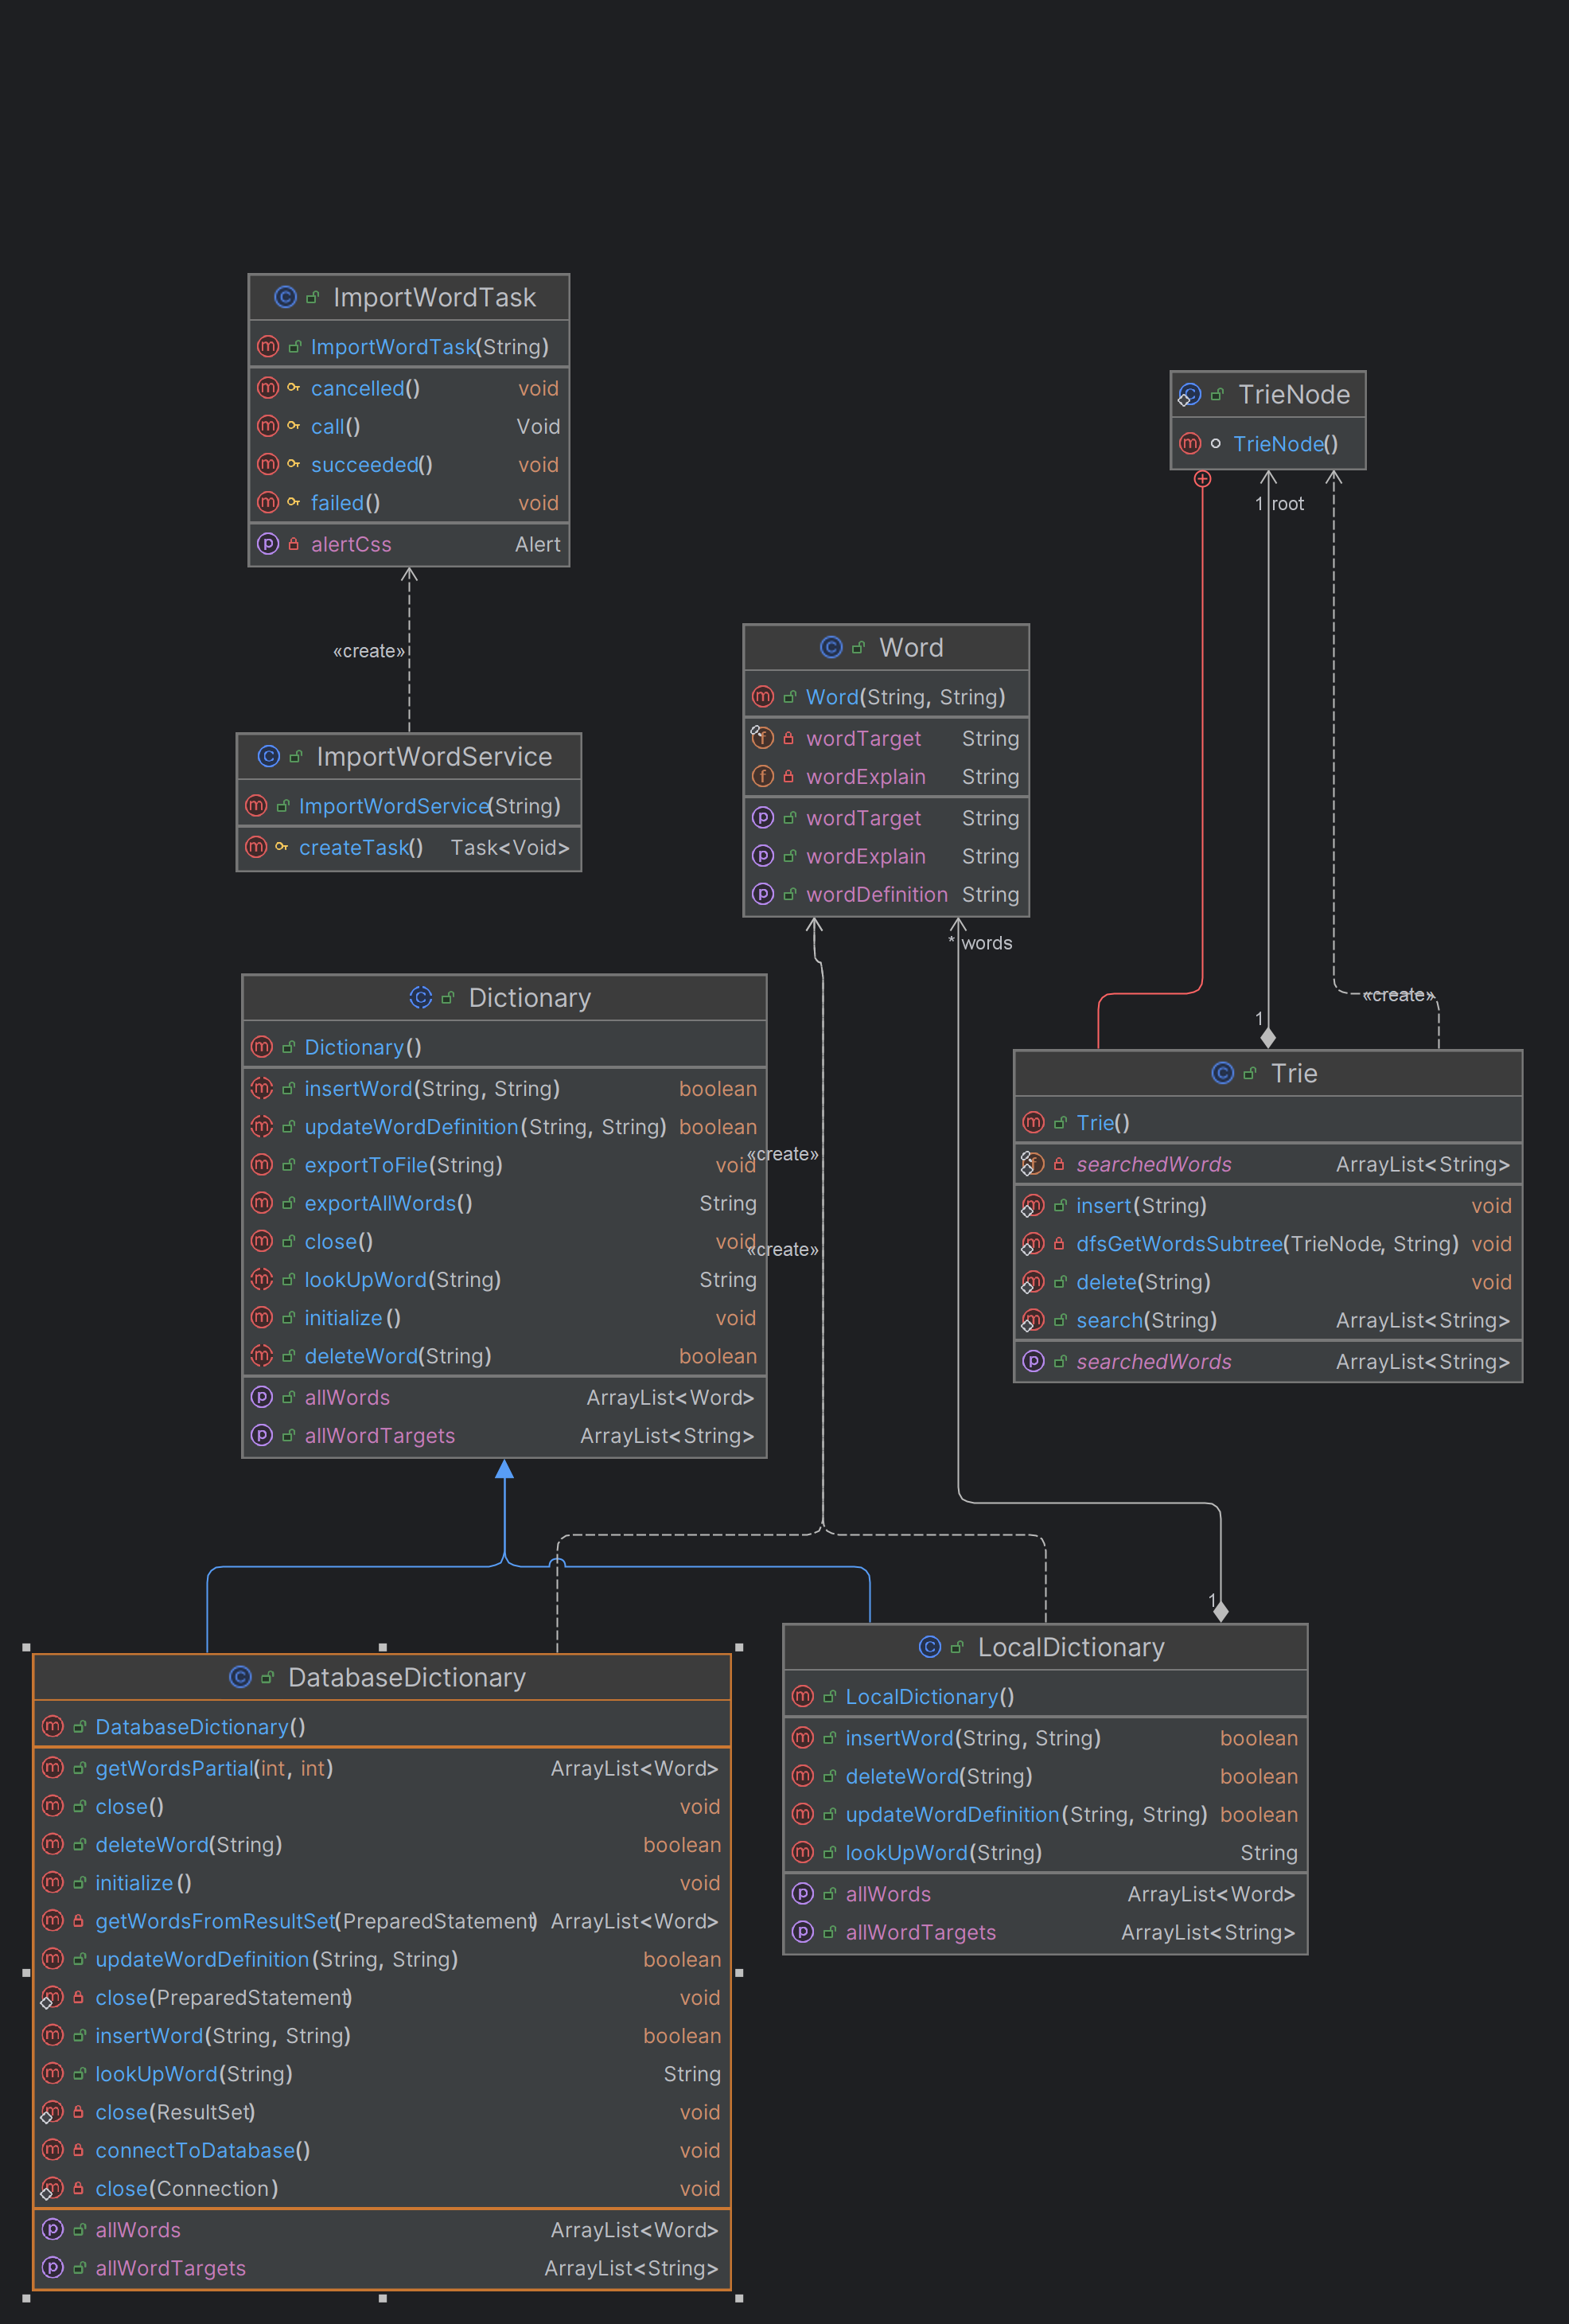 ImportWordTask
ImportWordTask(String)
cancelled() void
call() Void
succeeded() void
failed() void
alertCss Alert
«create»
ImportWordService
ImportWordService(String)
createTask() Task<Void>
TrieNode
TrieNode()
1 root
Word
Word(String, String)
wordTarget String
wordExplain String
wordTarget String
wordExplain String
wordDefinition String
* words
«create»
1
Dictionary
Dictionary()
insertWord(String, String) boolean
updateWordDefinition(String, String) boolean
exportToFile(String) void
exportAllWords() String
close() void
lookUpWord(String) String
initialize() void
deleteWord(String) boolean
allWords ArrayList<Word>
allWordTargets ArrayList<String>
«create»
«create»
Trie
Trie()
searchedWords ArrayList<String>
insert(String) void
dfsGetWordsSubtree(TrieNode, String) void
delete(String) void
search(String) ArrayList<String>
searchedWords ArrayList<String>
1
DatabaseDictionary
DatabaseDictionary()
getWordsPartial(int, int) ArrayList<Word>
close() void
deleteWord(String) boolean
initialize() void
getWordsFromResultSet(PreparedStatement) ArrayList<Word>
updateWordDefinition(String, String) boolean
close(PreparedStatement) void
insertWord(String, String) boolean
lookUpWord(String) String
close(ResultSet) void
connectToDatabase() void
close(Connection) void
allWords ArrayList<Word>
allWordTargets ArrayList<String>
LocalDictionary
LocalDictionary()
insertWord(String, String) boolean
deleteWord(String) boolean
updateWordDefinition(String, String) boolean
lookUpWord(String) String
allWords ArrayList<Word>
allWordTargets ArrayList<String>